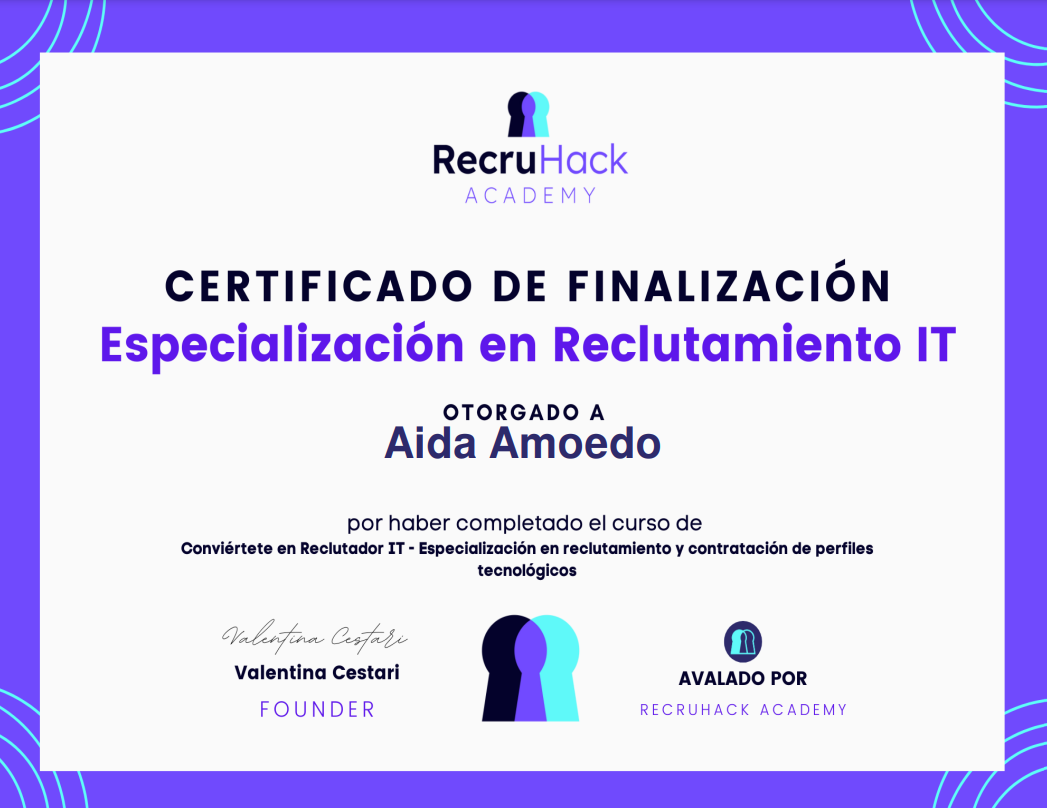 RecruHack
ACADEMY
CERTIFICADO DE FINALIZACIÓN
Especialización en Reclutamiento IT
OTORGADO A
Aida Amoedo
por haber completado el curso de
Conviértete en Reclutador IT - Especialización en reclutamiento y contratación de perfiles
tecnológicos
Valentina Cestari
Valentina Cestari
FOUNDER
AVALADO POR
RECRUHACK ACADEMY